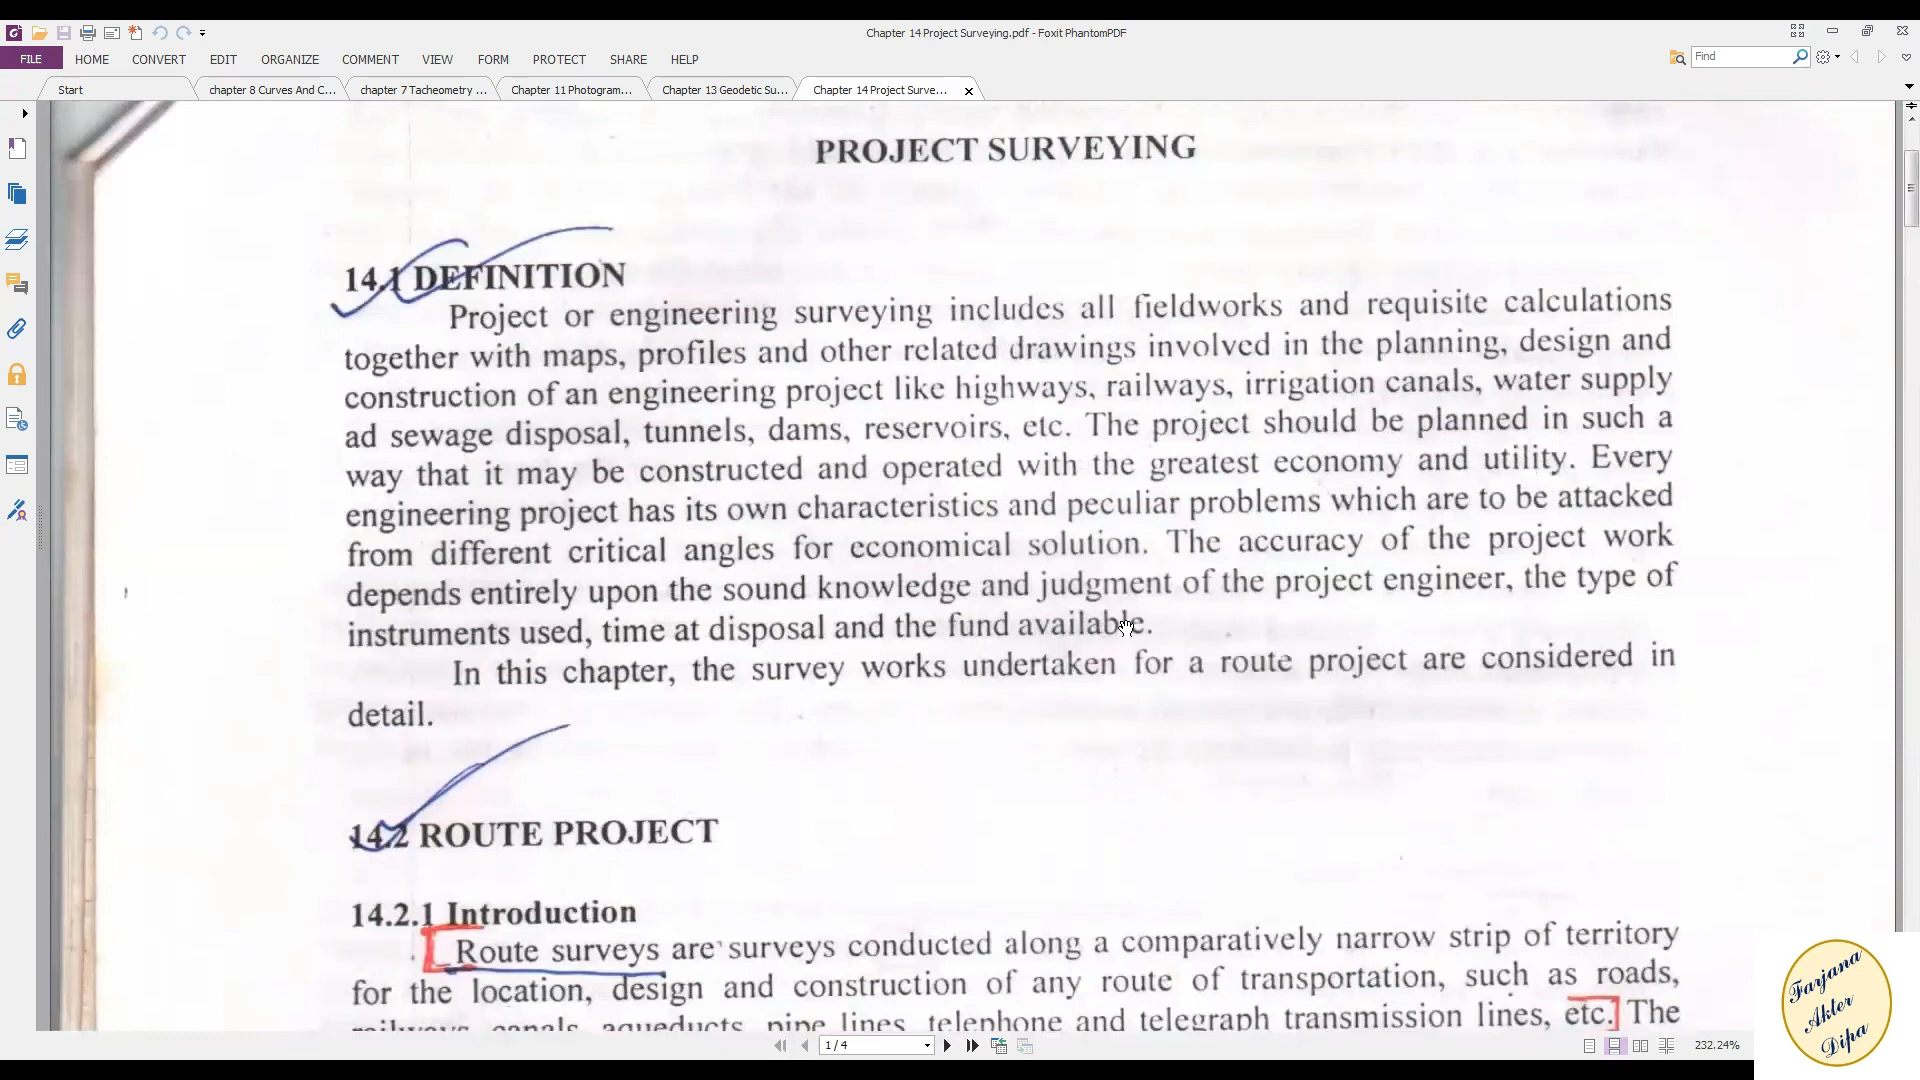 Chapter 14 Project Surveying.pdf - Foxit PhantomPDF
FILE HOME CONVERT EDIT ORGANIZE COMMENT VIEW FORM PROTECT SHARE HELP
Find
Start chapter 8 Curves And C... chapter 7 Tacheometry ... Chapter 11 Photogram... Chapter 13 Geodetic Su... Chapter 14 Project Surve...
PROJECT SURVEYING
14.1 DEFINITION
Project or engineering surveying includes all fieldworks and requisite calculations
together with maps, profiles and other related drawings involved in the planning, design and
construction of an engineering project like highways, railways, irrigation canals, water supply
ad sewage disposal, tunnels, dams, reservoirs, etc. The project should be planned in such a
way that it may be constructed and operated with the greatest economy and utility. Every
engineering project has its own characteristics and peculiar problems which are to be attacked
from different critical angles for economical solution. The accuracy of the project work
depends entirely upon the sound knowledge and judgment of the project engineer, the type of
instruments used, time at disposal and the fund available.
In this chapter, the survey works undertaken for a route project are considered in
detail.
14.2 ROUTE PROJECT
14.2.1 Introduction
Route surveys are surveys conducted along a comparatively narrow strip of territory
for the location, design and construction of any route of transportation, such as roads,
railways, canals, aqueducts, pipe lines, telephone and telegraph transmission lines, etc. The
1 / 4
232.24%
Farjana
Akter
Dipa